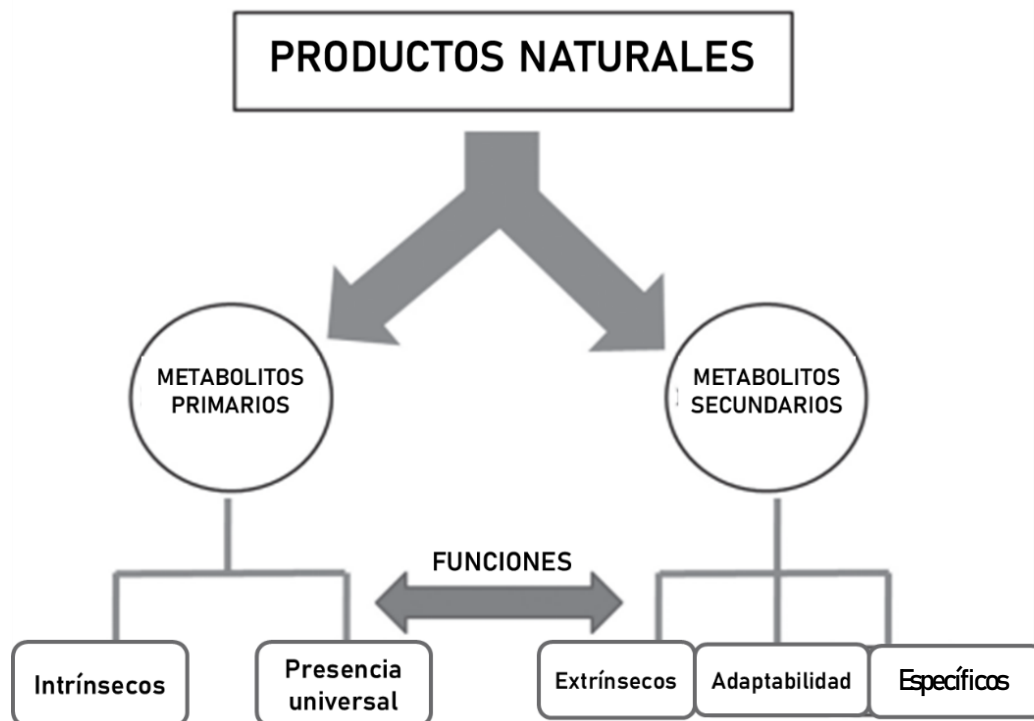 PRODUCTOS NATURALES
METABOLITOS
PRIMARIOS
METABOLITOS
SECUNDARIOS
FUNCIONES
Intrínsecos
Presencia
universal
Extrínsecos
Adaptabilidad
Específicos